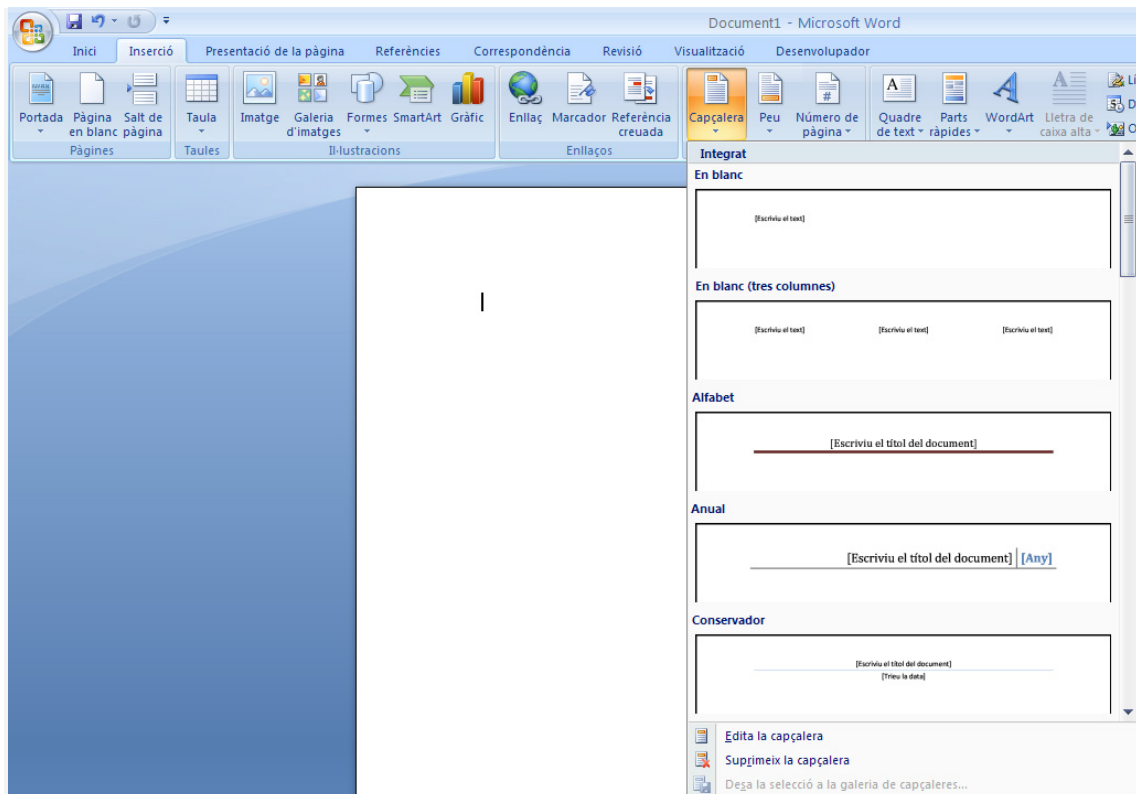 Document1 - Microsoft Word
Inici Inserció Presentació de la pàgina Referències Correspondència Revisió Visualització Desenvolupador
Portada Pàgina en blanc Salt de pàgina
Pàgines
Taula
Taules
Imatge Galeria d'imatges Formes SmartArt Gràfic
Il·lustracions
Enllaç Marcador Referència creuada
Enllaços
Capçalera Peu Número de pàgina
Quadre de text Parts ràpides WordArt Lletra de caixa alta
Integrat
En blanc
[Escriviu el text]
En blanc (tres columnes)
[Escriviu el text] [Escriviu el text] [Escriviu el text]
Alfabet
[Escriviu el títol del document]
Anual
[Escriviu el títol del document] [Any]
Conservador
[Escriviu el títol del document]
[Trieu la data]
Edita la capçalera
Suprimeix la capçalera
Desa la selecció a la galeria de capçaleres...